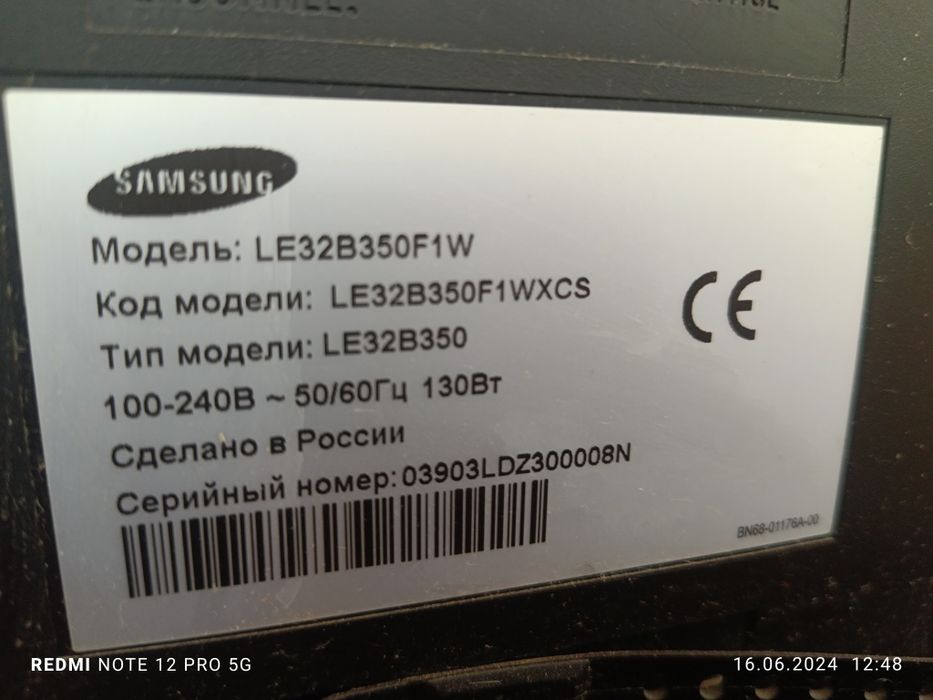 SAMSUNG
Модель: LE32B350F1W
Код модели: LE32B350F1WXCS
Тип модели: LE32B350
100-240В ~ 50/60Гц 130Вт
Сделано в России
Серийный номер: 03903LDZ300008N
CE
BN68-01176A-00
REDMI NOTE 12 PRO 5G
16.06.2024 12:48